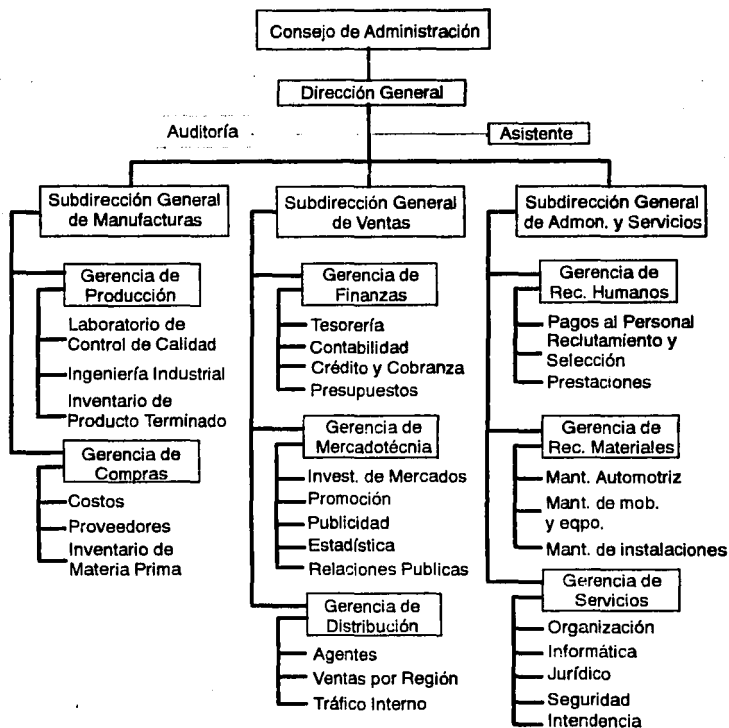 Consejo de Administración
Dirección General
Auditoría
Asistente
Subdirección General
de Manufacturas
Gerencia de
Producción
Laboratorio de
Control de Calidad
Ingeniería Industrial
Inventario de
Producto Terminado
Gerencia de
Compras
Costos
Proveedores
Inventario de
Materia Prima
Subdirección General
de Ventas
Gerencia de
Finanzas
Tesorería
Contabilidad
Crédito y Cobranza
Presupuestos
Gerencia de
Mercadotécnia
Invest. de Mercados
Promoción
Publicidad
Estadística
Relaciones Publicas
Gerencia de
Distribución
Agentes
Ventas por Región
Tráfico Interno
Subdirección General
de Admon. y Servicios
Gerencia de
Rec. Humanos
Pagos al Personal
Reclutamiento y
Selección
Prestaciones
Gerencia de
Rec. Materiales
Mant. Automotriz
Mant. de mob.
y eqpo.
Mant. de instalaciones
Gerencia de
Servicios
Organización
Informática
Jurídico
Seguridad
Intendencia